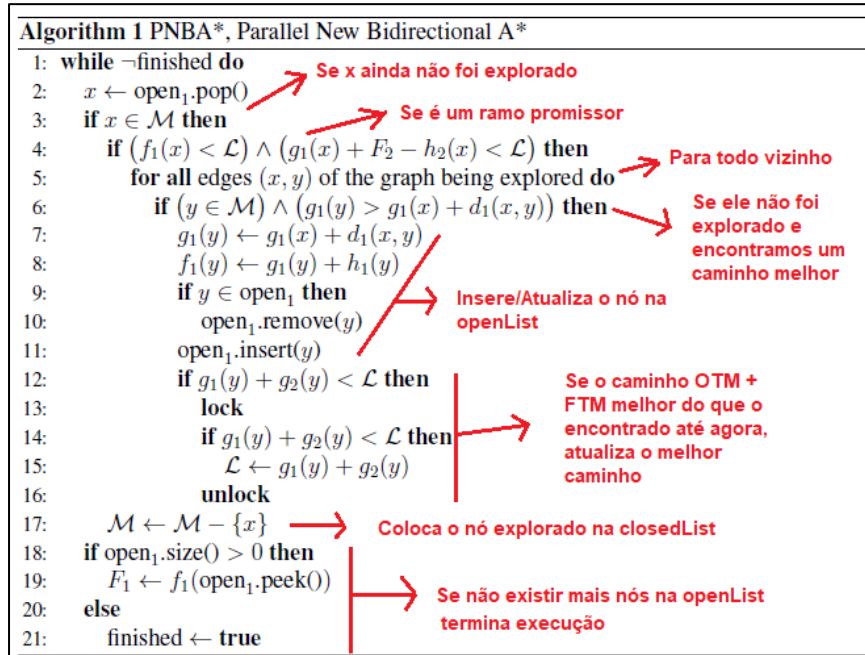 Algorithm 1 PNBA*, Parallel New Bidirectional A*
1: while ¬finished do
2: x ← open₁.pop()
3: if x ∈ ℳ then
4: if (f₁(x) < ℒ) ∧ (g₁(x) + F₂ − h₂(x) < ℒ) then
5: for all edges (x, y) of the graph being explored do
6: if (y ∈ ℳ) ∧ (g₁(y) > g₁(x) + d₁(x, y)) then
7: g₁(y) ← g₁(x) + d₁(x, y)
8: f₁(y) ← g₁(y) + h₁(y)
9: if y ∈ open₁ then
10: open₁.remove(y)
11: open₁.insert(y)
12: if g₁(y) + g₂(y) < ℒ then
13: lock
14: if g₁(y) + g₂(y) < ℒ then
15: ℒ ← g₁(y) + g₂(y)
16: unlock
17: ℳ ← ℳ − {x}
18: if open₁.size() > 0 then
19: F₁ ← f₁(open₁.peek())
20: else
21: finished ← true
Se x ainda não foi explorado
Se é um ramo promissor
Para todo vizinho
Se ele não foi
explorado e
encontramos um
caminho melhor
Insere/Atualiza o nó na
openList
Se o caminho OTM +
FTM melhor do que o
encontrado até agora,
atualiza o melhor
caminho
Coloca o nó explorado na closedList
Se não existir mais nós na openList
termina execução